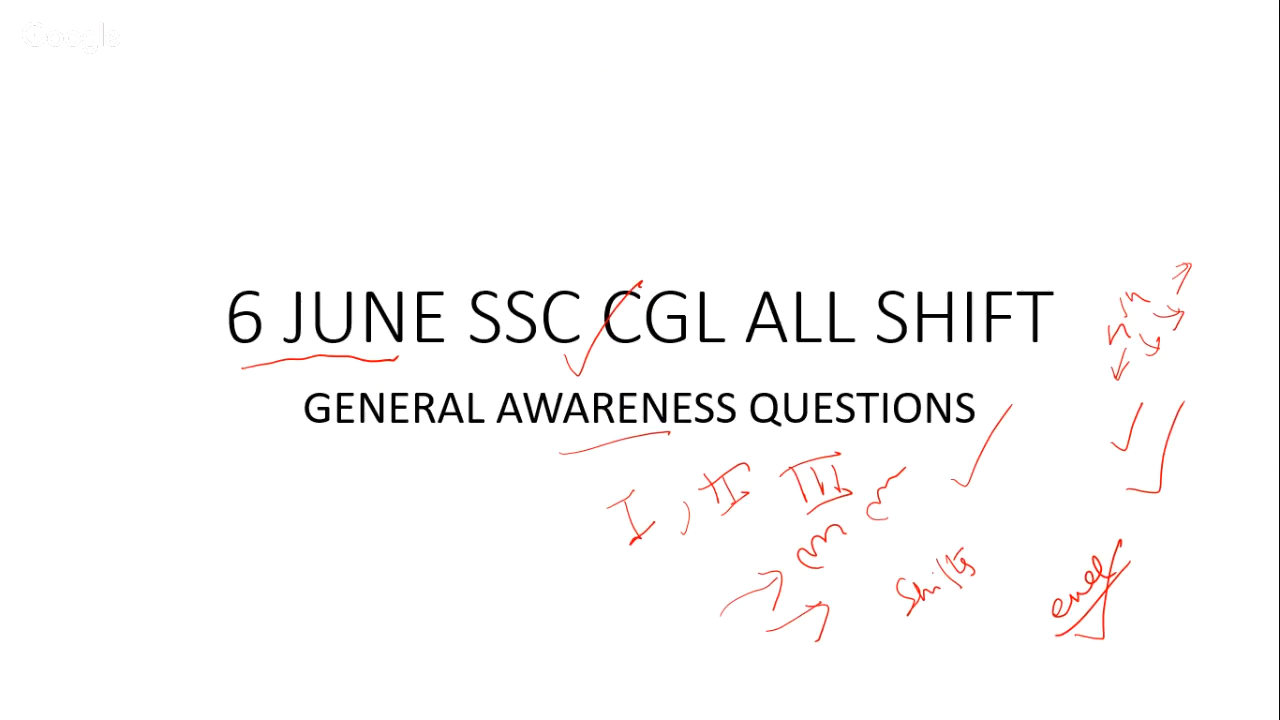 Google
6 JUNE SSC CGL ALL SHIFT
GENERAL AWARENESS QUESTIONS
I, II III
Shifts